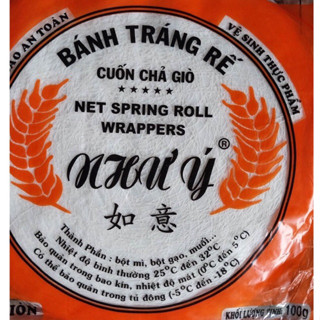 ẢO AN TOÀN
VỆ SINH THỰC PHẨM
BÁNH TRÁNG RẾ
CUỐN CHẢ GIÒ
★★★★★
NET SPRING ROLL
WRAPPERS
NHƯ Ý ®
如意
Thành Phần: bột mì, bột gạo, muối...
Nhiệt độ bình thường 25°C đến 32°C
Bảo quản trong bao kín, nhiệt độ mát (0°C đến 5°C)
Có thể bảo quản trong tủ đông (-5°C đến -18°C)
ION
KHỐI LƯỢNG TỊNH 100g